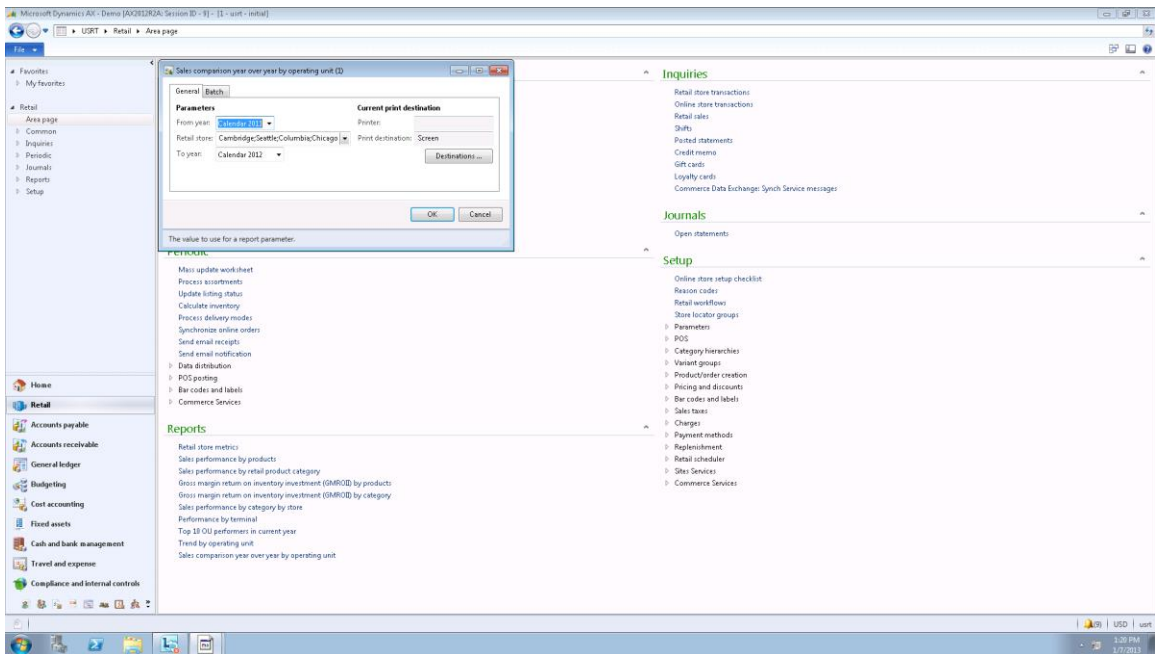 Microsoft Dynamics AX - Demo [AX2012R2A: Session ID - 9] - [1 - usrt - initial]
USRT Retail Area page
File
Favorites
My favorites
Retail
Area page
Common
Inquiries
Periodic
Journals
Reports
Setup
Home
Retail
Accounts payable
Accounts receivable
General ledger
Budgeting
Cost accounting
Fixed assets
Cash and bank management
Travel and expense
Compliance and internal controls
Sales comparison year over year by operating unit (1)
General Batch
Parameters
Current print destination
From year: Calendar 2011
Printer:
Retail store: Cambridge;Seattle;Columbia;Chicago
Print destination: Screen
To year: Calendar 2012
Destinations ...
OK Cancel
The value to use for a report parameter.
Periodic
Mass update worksheet
Process assortments
Update listing status
Calculate inventory
Process delivery modes
Synchronize online orders
Send email receipts
Send email notification
Data distribution
POS posting
Bar codes and labels
Commerce Services
Reports
Retail store metrics
Sales performance by products
Sales performance by retail product category
Gross margin return on inventory investment (GMROII) by products
Gross margin return on inventory investment (GMROII) by category
Sales performance by category by store
Performance by terminal
Top 10 OU performers in current year
Trend by operating unit
Sales comparison year over year by operating unit
Inquiries
Retail store transactions
Online store transactions
Retail sales
Shifts
Posted statements
Credit memo
Gift cards
Loyalty cards
Commerce Data Exchange: Synch Service messages
Journals
Open statements
Setup
Online store setup checklist
Reason codes
Retail workflows
Store locator groups
Parameters
POS
Category hierarchies
Variant groups
Product/order creation
Pricing and discounts
Bar codes and labels
Sales taxes
Charges
Payment methods
Replenishment
Retail scheduler
Sites Services
Commerce Services
(9) USD usrt
1:20 PM
1/7/2013